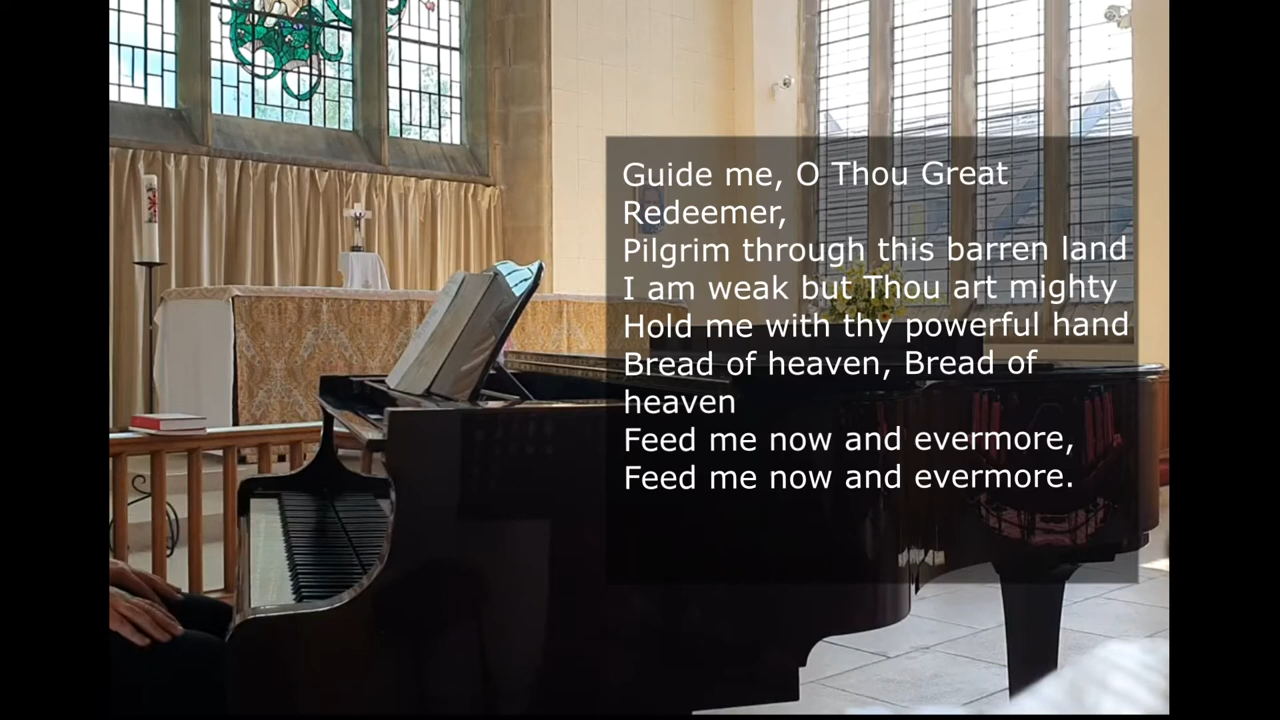 Guide me, O Thou Great
Redeemer,
Pilgrim through this barren land
I am weak but Thou art mighty
Hold me with thy powerful hand
Bread of heaven, Bread of
heaven
Feed me now and evermore,
Feed me now and evermore.